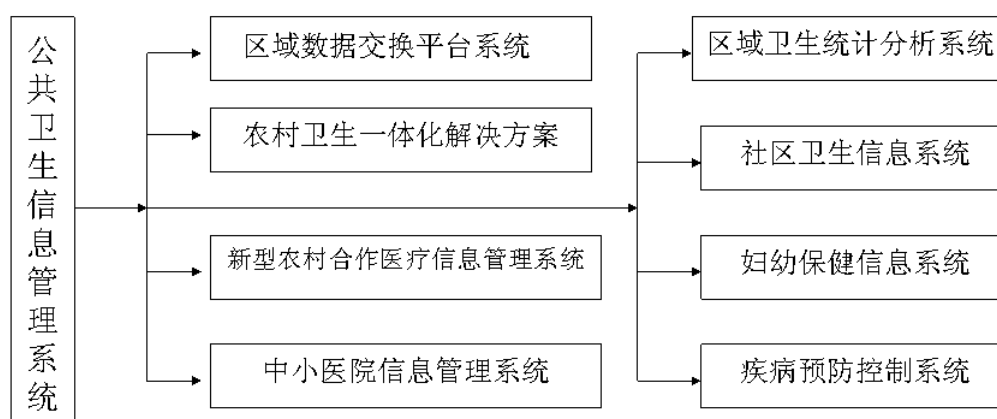 公共卫生信息管理系统
区域数据交换平台系统
农村卫生一体化解决方案
新型农村合作医疗信息管理系统
中小医院信息管理系统
区域卫生统计分析系统
社区卫生信息系统
妇幼保健信息系统
疾病预防控制系统